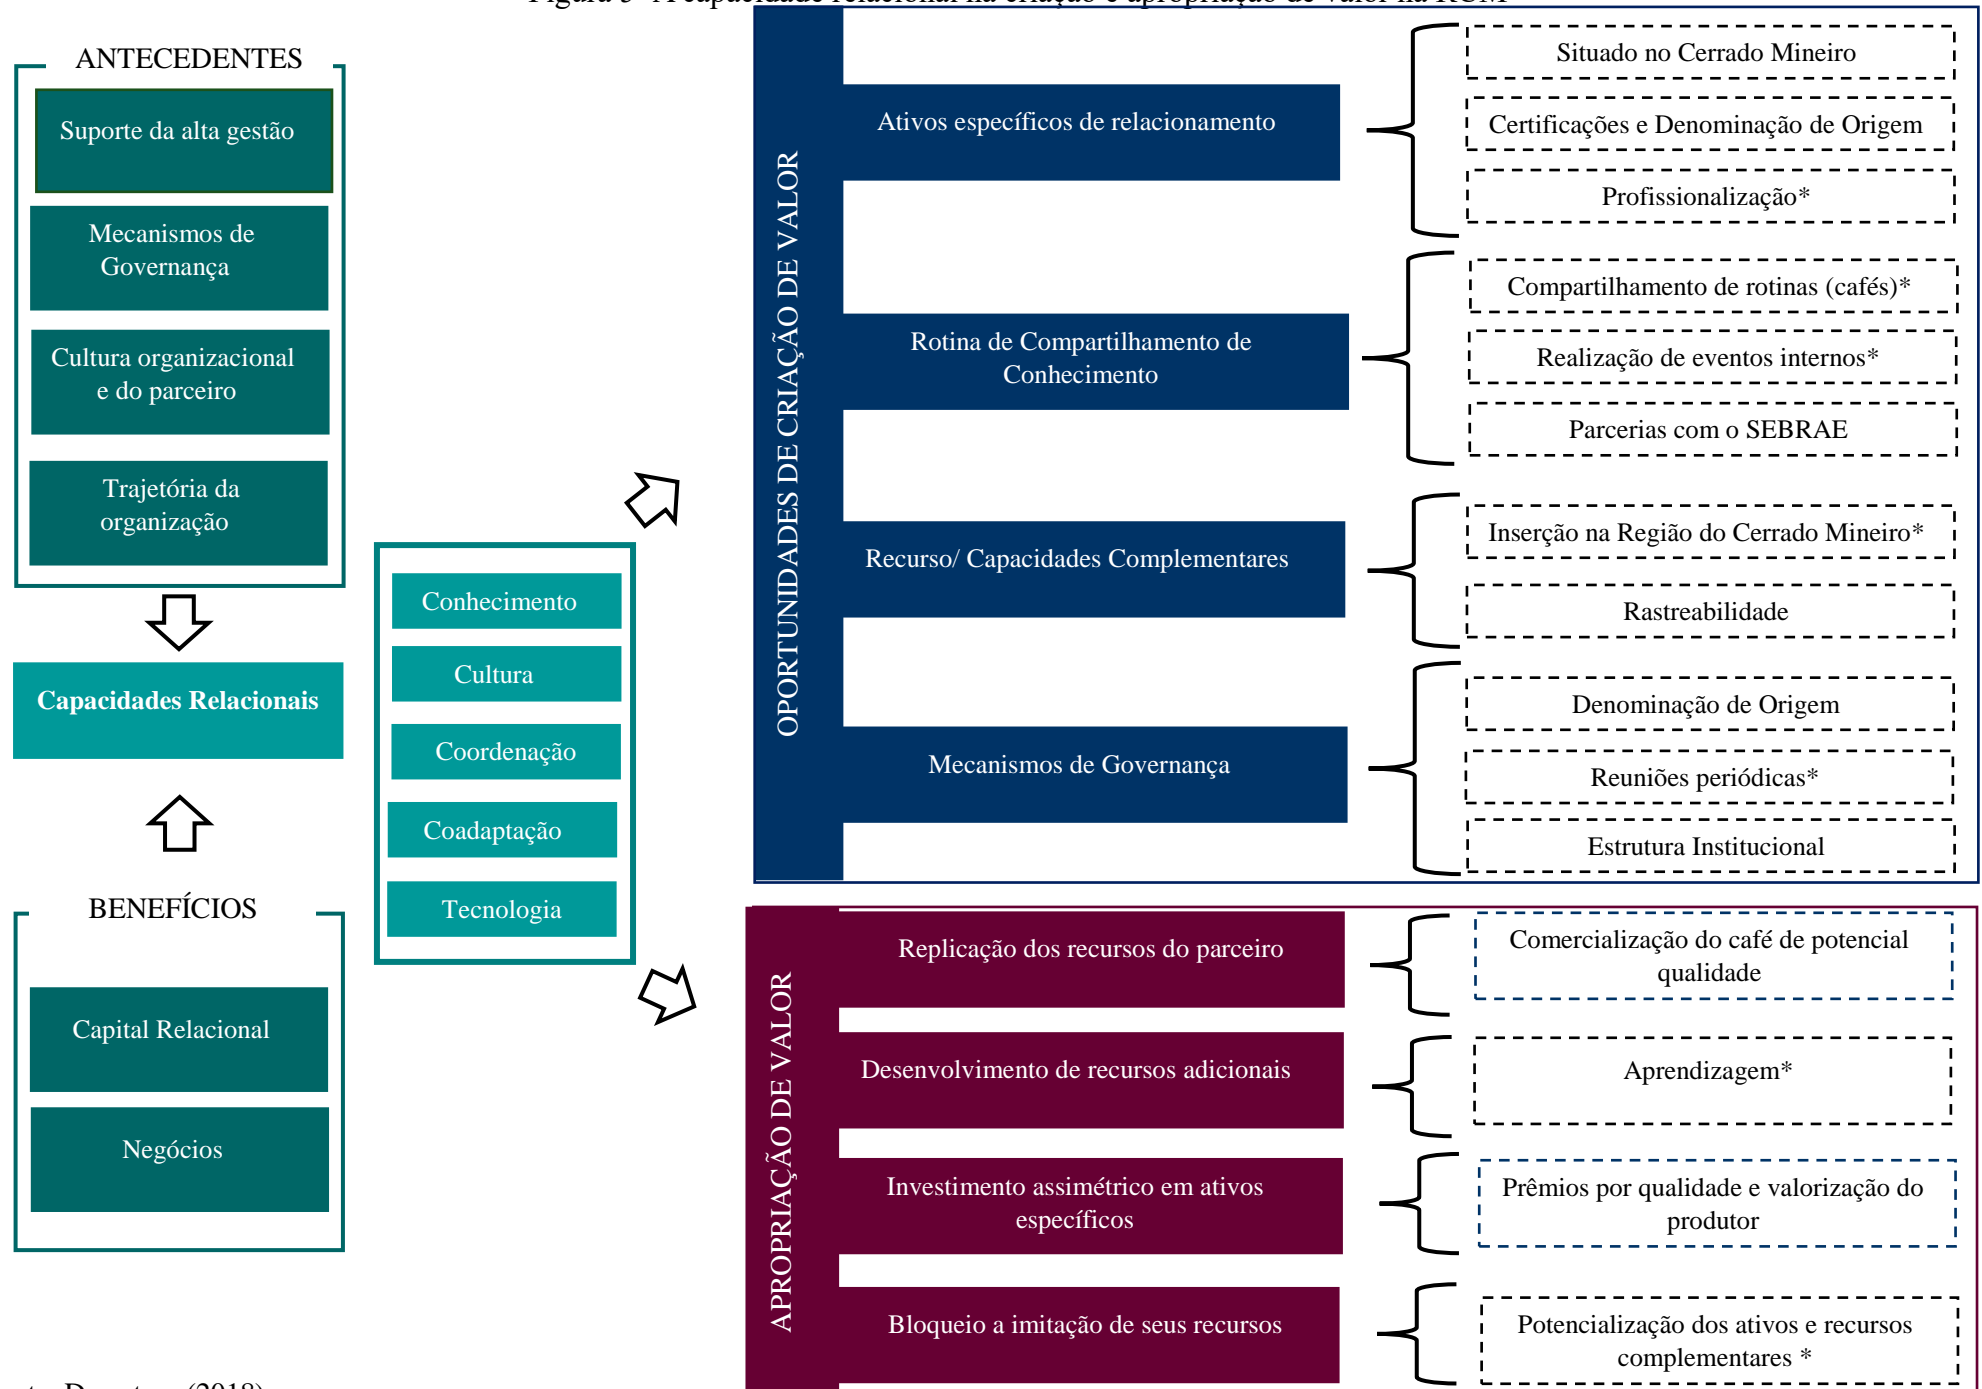 ANTECEDENTES
Suporte da alta gestão
Mecanismos de
Governança
Cultura organizacional
e do parceiro
Trajetória da
organização
Capacidades Relacionais
BENEFÍCIOS
Capital Relacional
Negócios
Conhecimento
Cultura
Coordenação
Coadaptação
Tecnologia
OPORTUNIDADES DE CRIAÇÃO DE VALOR
Ativos específicos de relacionamento
Situado no Cerrado Mineiro
Certificações e Denominação de Origem
Profissionalização*
Rotina de Compartilhamento de
Conhecimento
Compartilhamento de rotinas (cafés)*
Realização de eventos internos*
Parcerias com o SEBRAE
Recurso/ Capacidades Complementares
Inserção na Região do Cerrado Mineiro*
Rastreabilidade
Mecanismos de Governança
Denominação de Origem
Reuniões periódicas*
Estrutura Institucional
APROPRIAÇÃO DE VALOR
Replicação dos recursos do parceiro
Comercialização do café de potencial
qualidade
Desenvolvimento de recursos adicionais
Aprendizagem*
Investimento assimétrico em ativos
específicos
Prêmios por qualidade e valorização do
produtor
Bloqueio a imitação de seus recursos
Potencialização dos ativos e recursos
complementares *